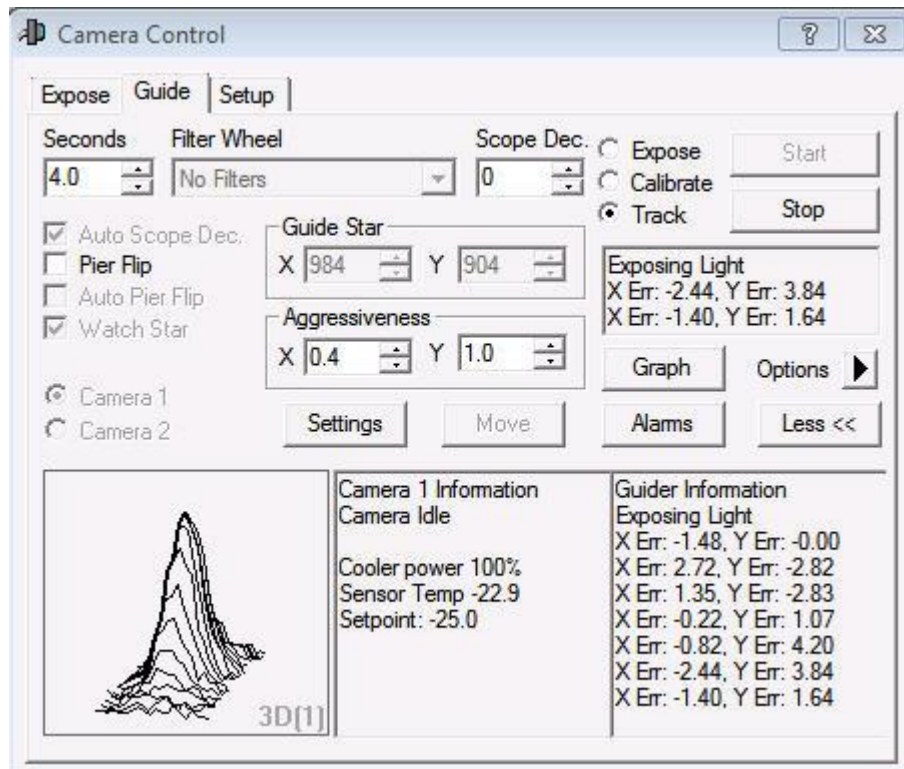 Camera Control
Expose Guide Setup
Seconds Filter Wheel Scope Dec.
4.0 No Filters 0
Expose
Calibrate
Track
Start
Stop
Auto Scope Dec.
Pier Flip
Auto Pier Flip
Watch Star
Guide Star
X 984 Y 904
Aggressiveness
X 0.4 Y 1.0
Exposing Light
X Err: -2.44, Y Err: 3.84
X Err: -1.40, Y Err: 1.64
Graph Options
Camera 1
Camera 2
Settings Move Alarms Less <<
3D(1)
Camera 1 Information
Camera Idle
Cooler power 100%
Sensor Temp -22.9
Setpoint: -25.0
Guider Information
Exposing Light
X Err: -1.48, Y Err: -0.00
X Err: 2.72, Y Err: -2.82
X Err: 1.35, Y Err: -2.83
X Err: -0.22, Y Err: 1.07
X Err: -0.82, Y Err: 4.20
X Err: -2.44, Y Err: 3.84
X Err: -1.40, Y Err: 1.64